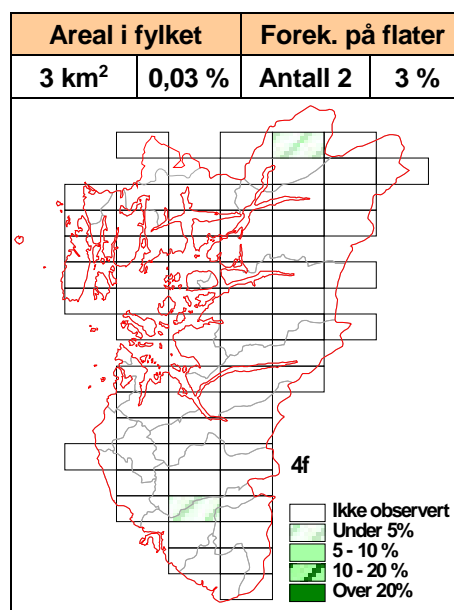 Areal i fylket Forek. på flater
3 km² 0,03 % Antall 2 3 %
4f
Ikke observert
Under 5%
5 - 10 %
10 - 20 %
Over 20%